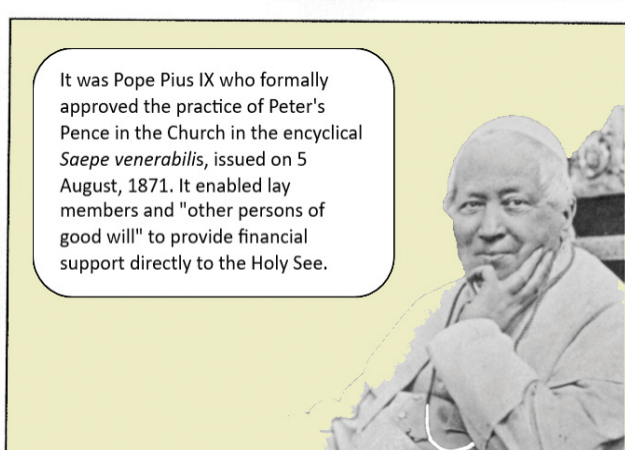 It was Pope Pius IX who formally
approved the practice of Peter's
Pence in the Church in the encyclical
Saepe venerabilis, issued on 5
August, 1871. It enabled lay
members and "other persons of
good will" to provide financial
support directly to the Holy See.